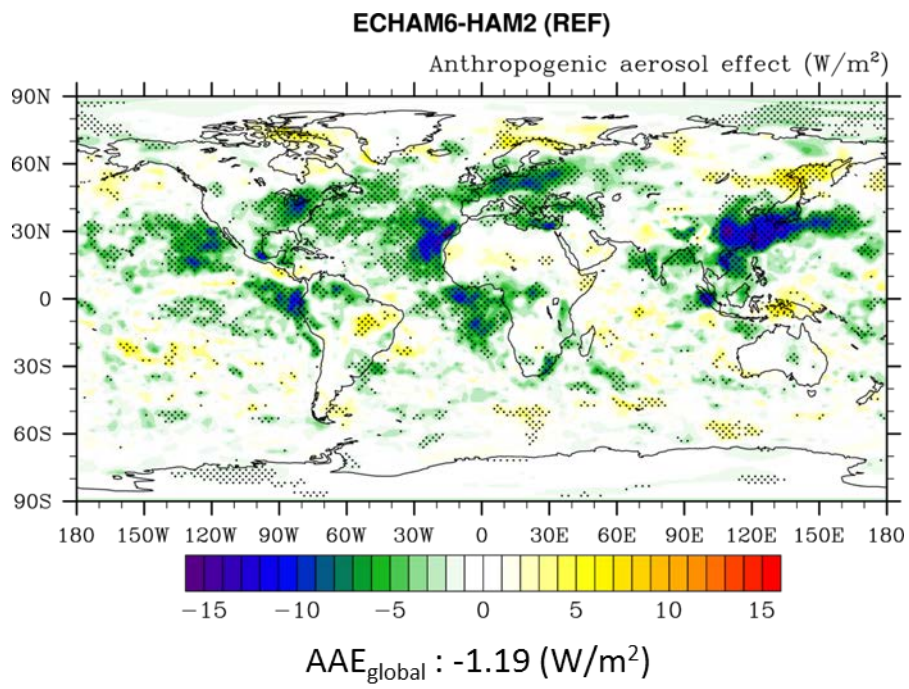 ECHAM6-HAM2 (REF)
Anthropogenic aerosol effect (W/m²)
90N
60N
30N
0
30S
60S
90S
180 150W 120W 90W 60W 30W 0 30E 60E 90E 120E 150E 180
−15 −10 −5 0 5 10 15
AAEglobal : -1.19 (W/m²)